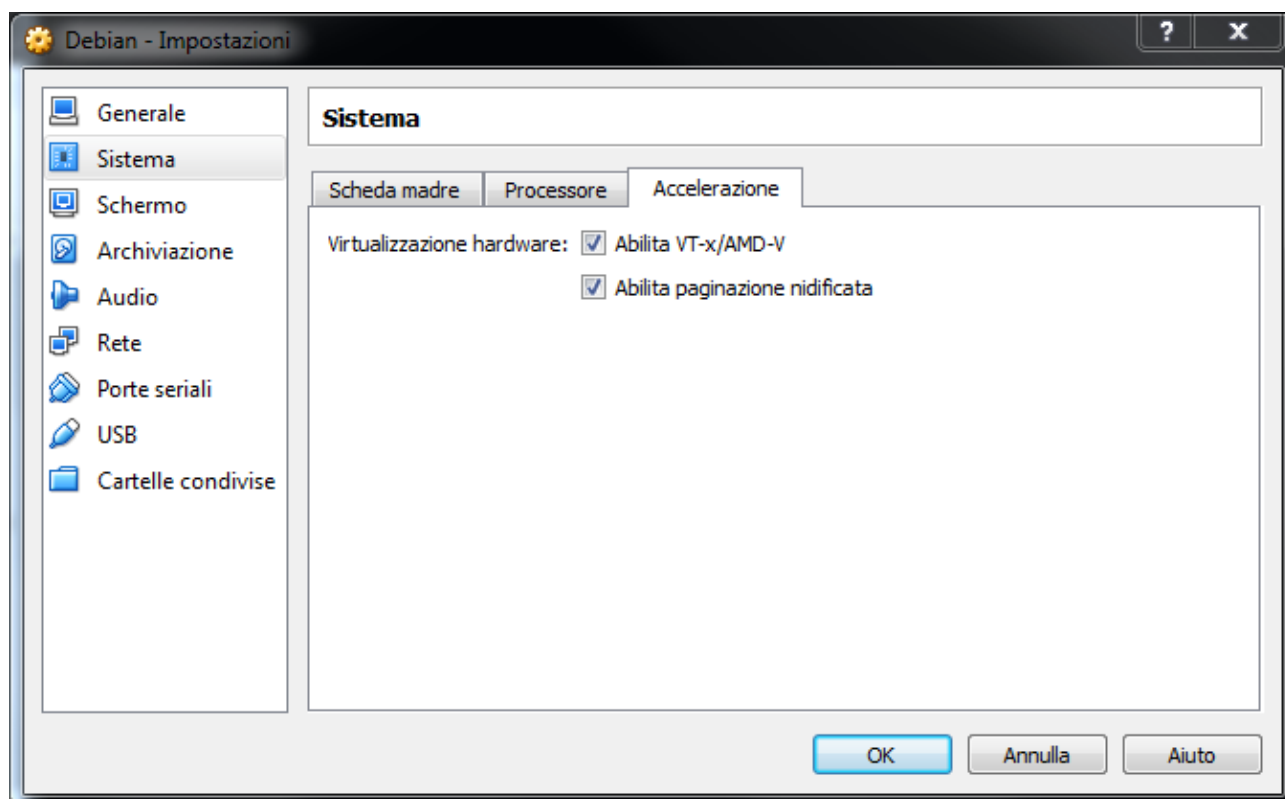 Debian - Impostazioni
Generale
Sistema
Schermo
Archiviazione
Audio
Rete
Porte seriali
USB
Cartelle condivise
Sistema
Scheda madre Processore Accelerazione
Virtualizzazione hardware: Abilita VT-x/AMD-V
Abilita paginazione nidificata
OK Annulla Aiuto